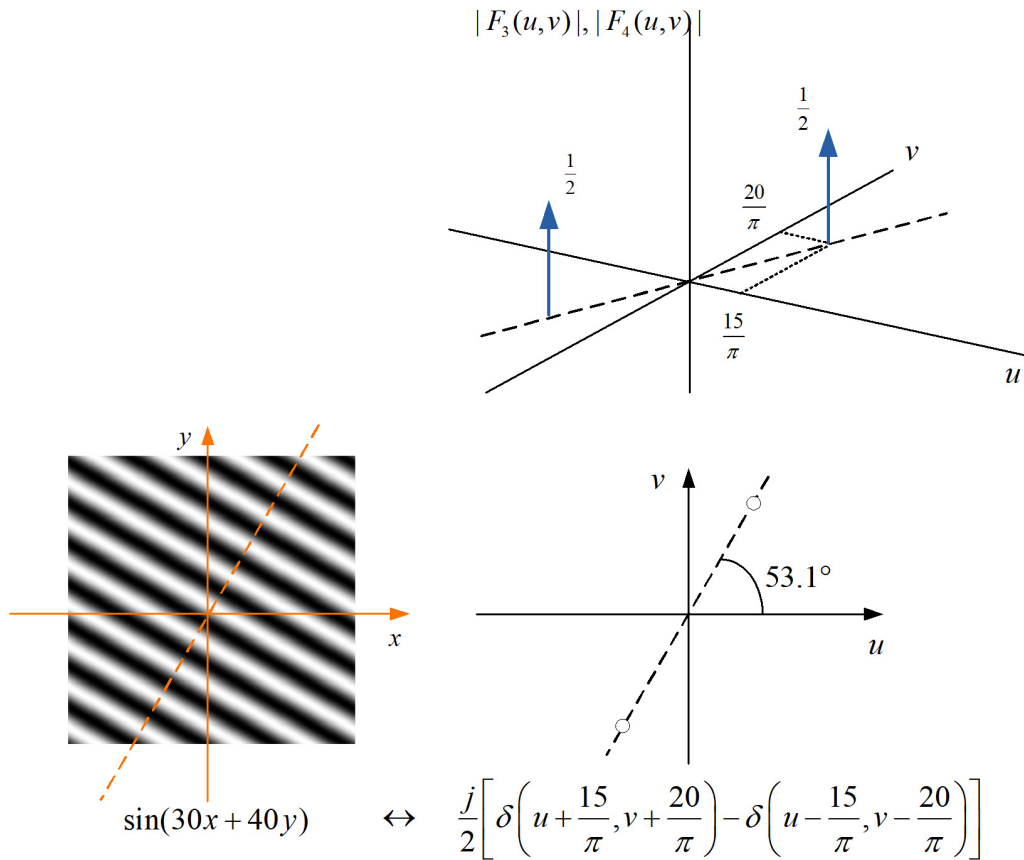 | F₃(u,v) |, | F₄(u,v) |
1/2
1/2
v
20/π
15/π
u
y
x
v
53.1°
u
sin(30x + 40y) ↔ j/2 [ δ( u + 15/π, v + 20/π ) − δ( u − 15/π, v − 20/π ) ]